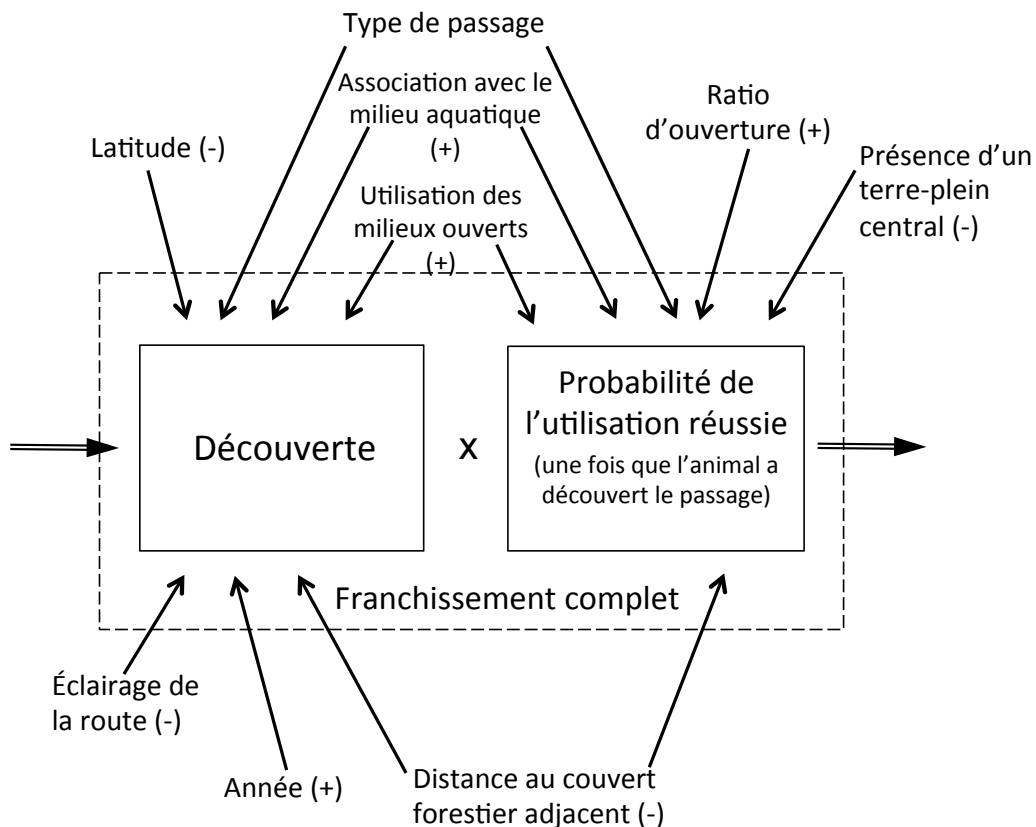 Type de passage
Association avec le
milieu aquatique
(+)
Ratio
d’ouverture (+)
Latitude (-)
Présence d’un
terre-plein
central (-)
Utilisation des
milieux ouverts
(+)
Découverte
x
Probabilité de
l’utilisation réussie
(une fois que l’animal a
découvert le passage)
Franchissement complet
Éclairage de
la route (-)
Année (+)
Distance au couvert
forestier adjacent (-)